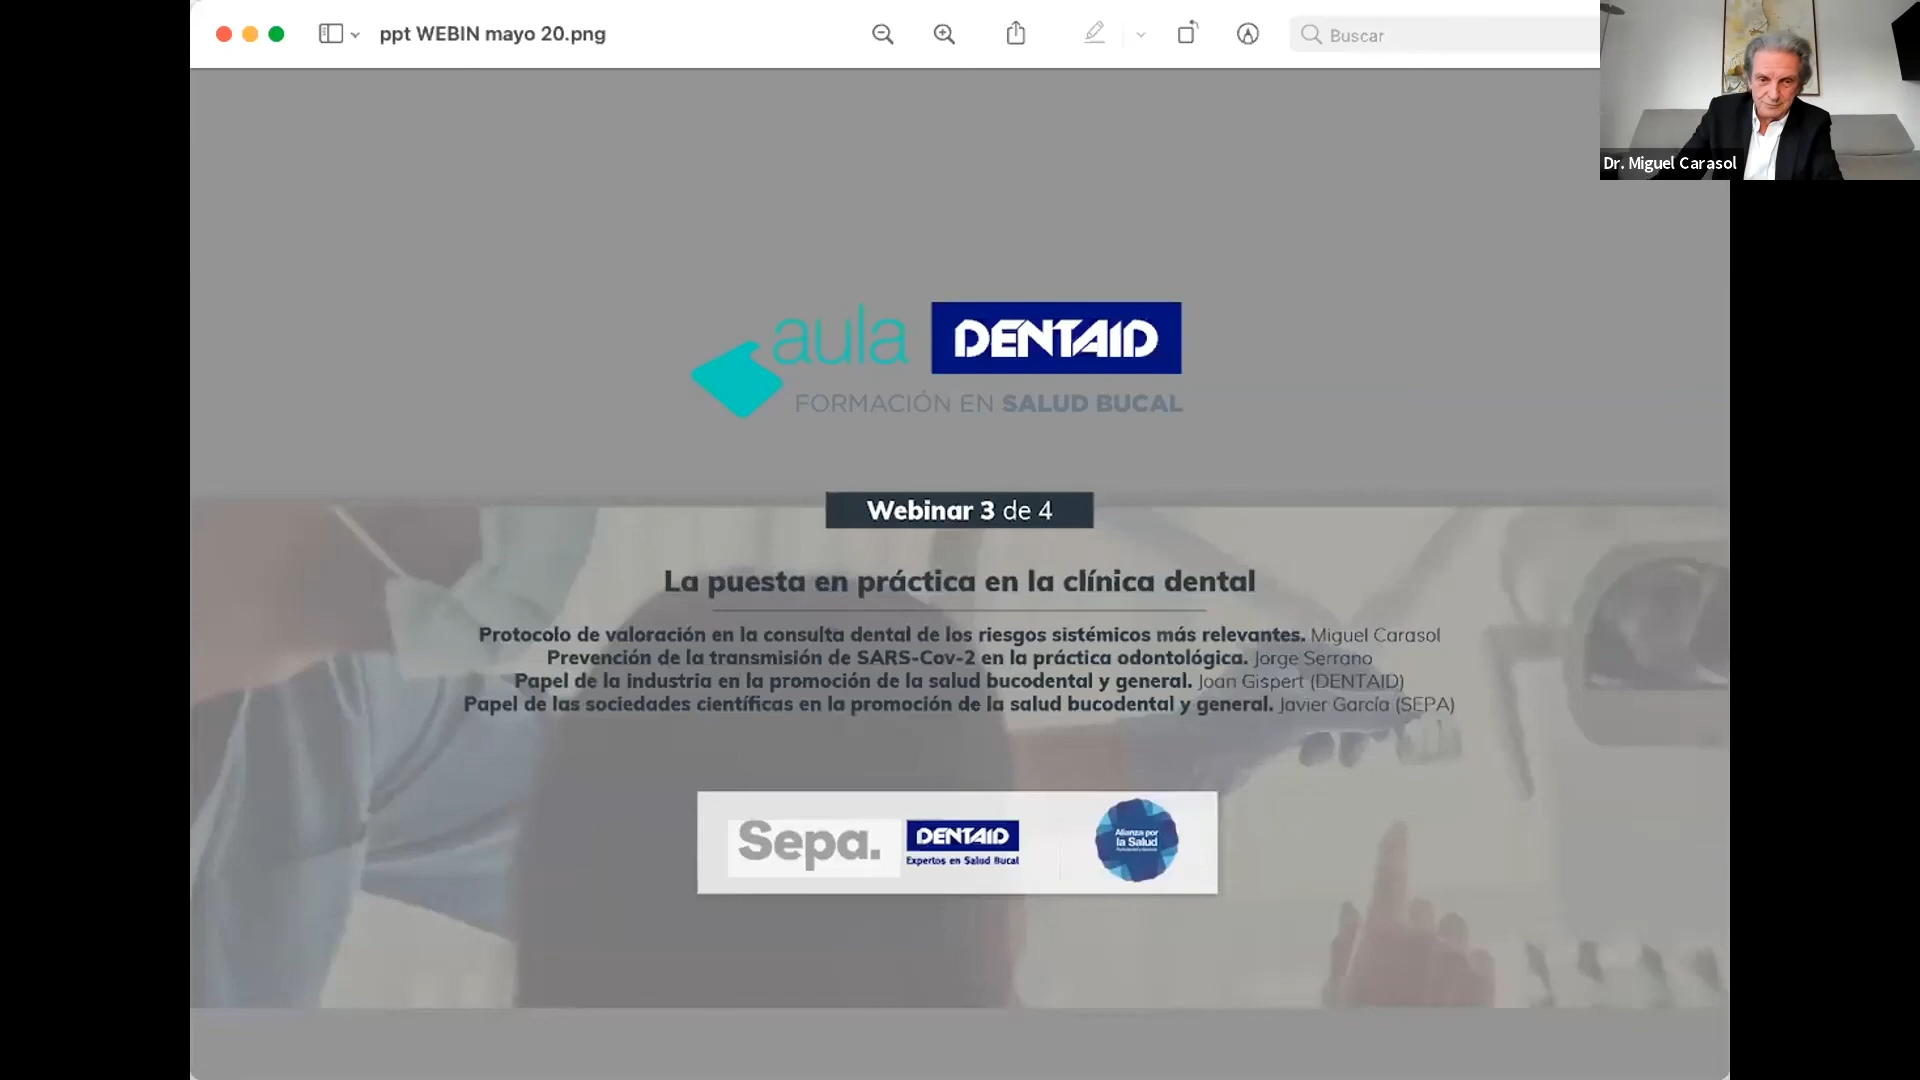 ppt WEBIN mayo 20.png
Buscar
Dr. Miguel Carasol
aula DENTAID
FORMACIÓN EN SALUD BUCAL
Webinar 3 de 4
La puesta en práctica en la clínica dental
Protocolo de valoración en la consulta dental de los riesgos sistémicos más relevantes. Miguel Carasol
Prevención de la transmisión de SARS-Cov-2 en la práctica odontológica. Jorge Serrano
Papel de la industria en la promoción de la salud bucodental y general. Joan Gispert (DENTAID)
Papel de las sociedades científicas en la promoción de la salud bucodental y general. Javier García (SEPA)
Sepa.
DENTAID
Expertos en Salud Bucal
Alianza por
la Salud